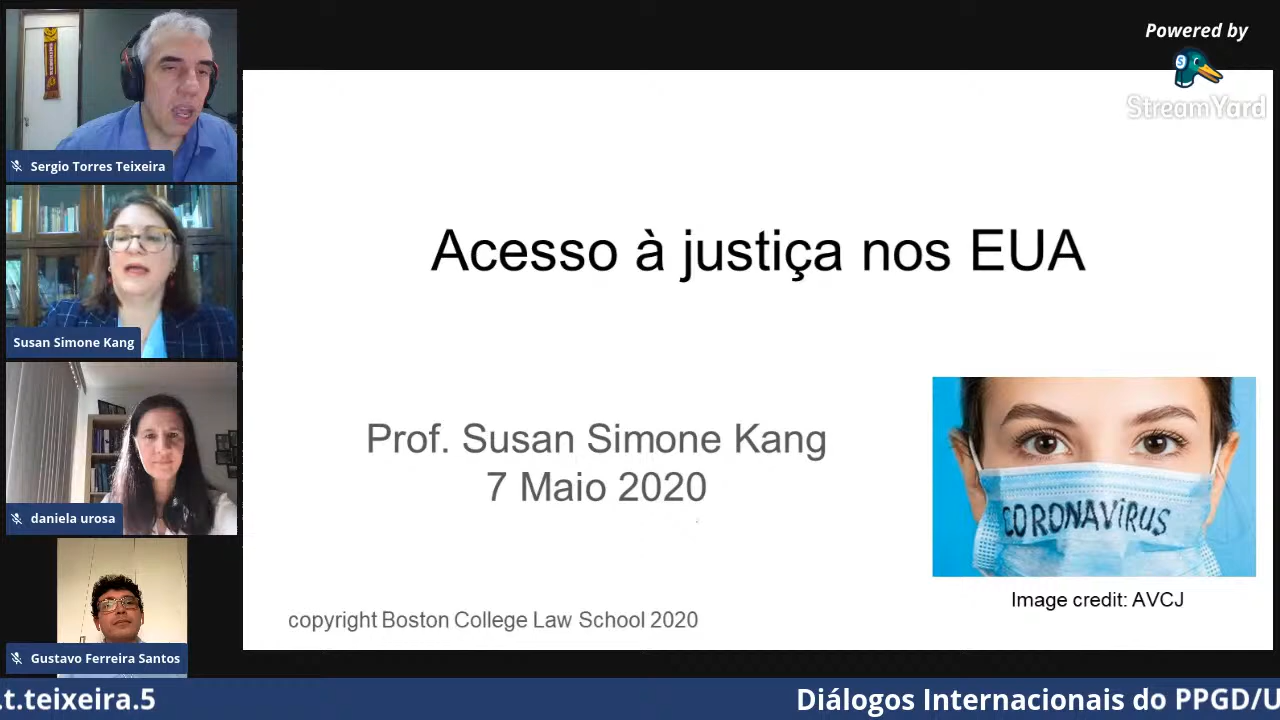 Powered by
StreamYard
Sergio Torres Teixeira
Susan Simone Kang
daniela urosa
Gustavo Ferreira Santos
Acesso à justiça nos EUA
Prof. Susan Simone Kang
7 Maio 2020
CORONAVÍRUS
Image credit: AVCJ
copyright Boston College Law School 2020
.t.teixeira.5
Diálogos Internacionais do PPGD/U